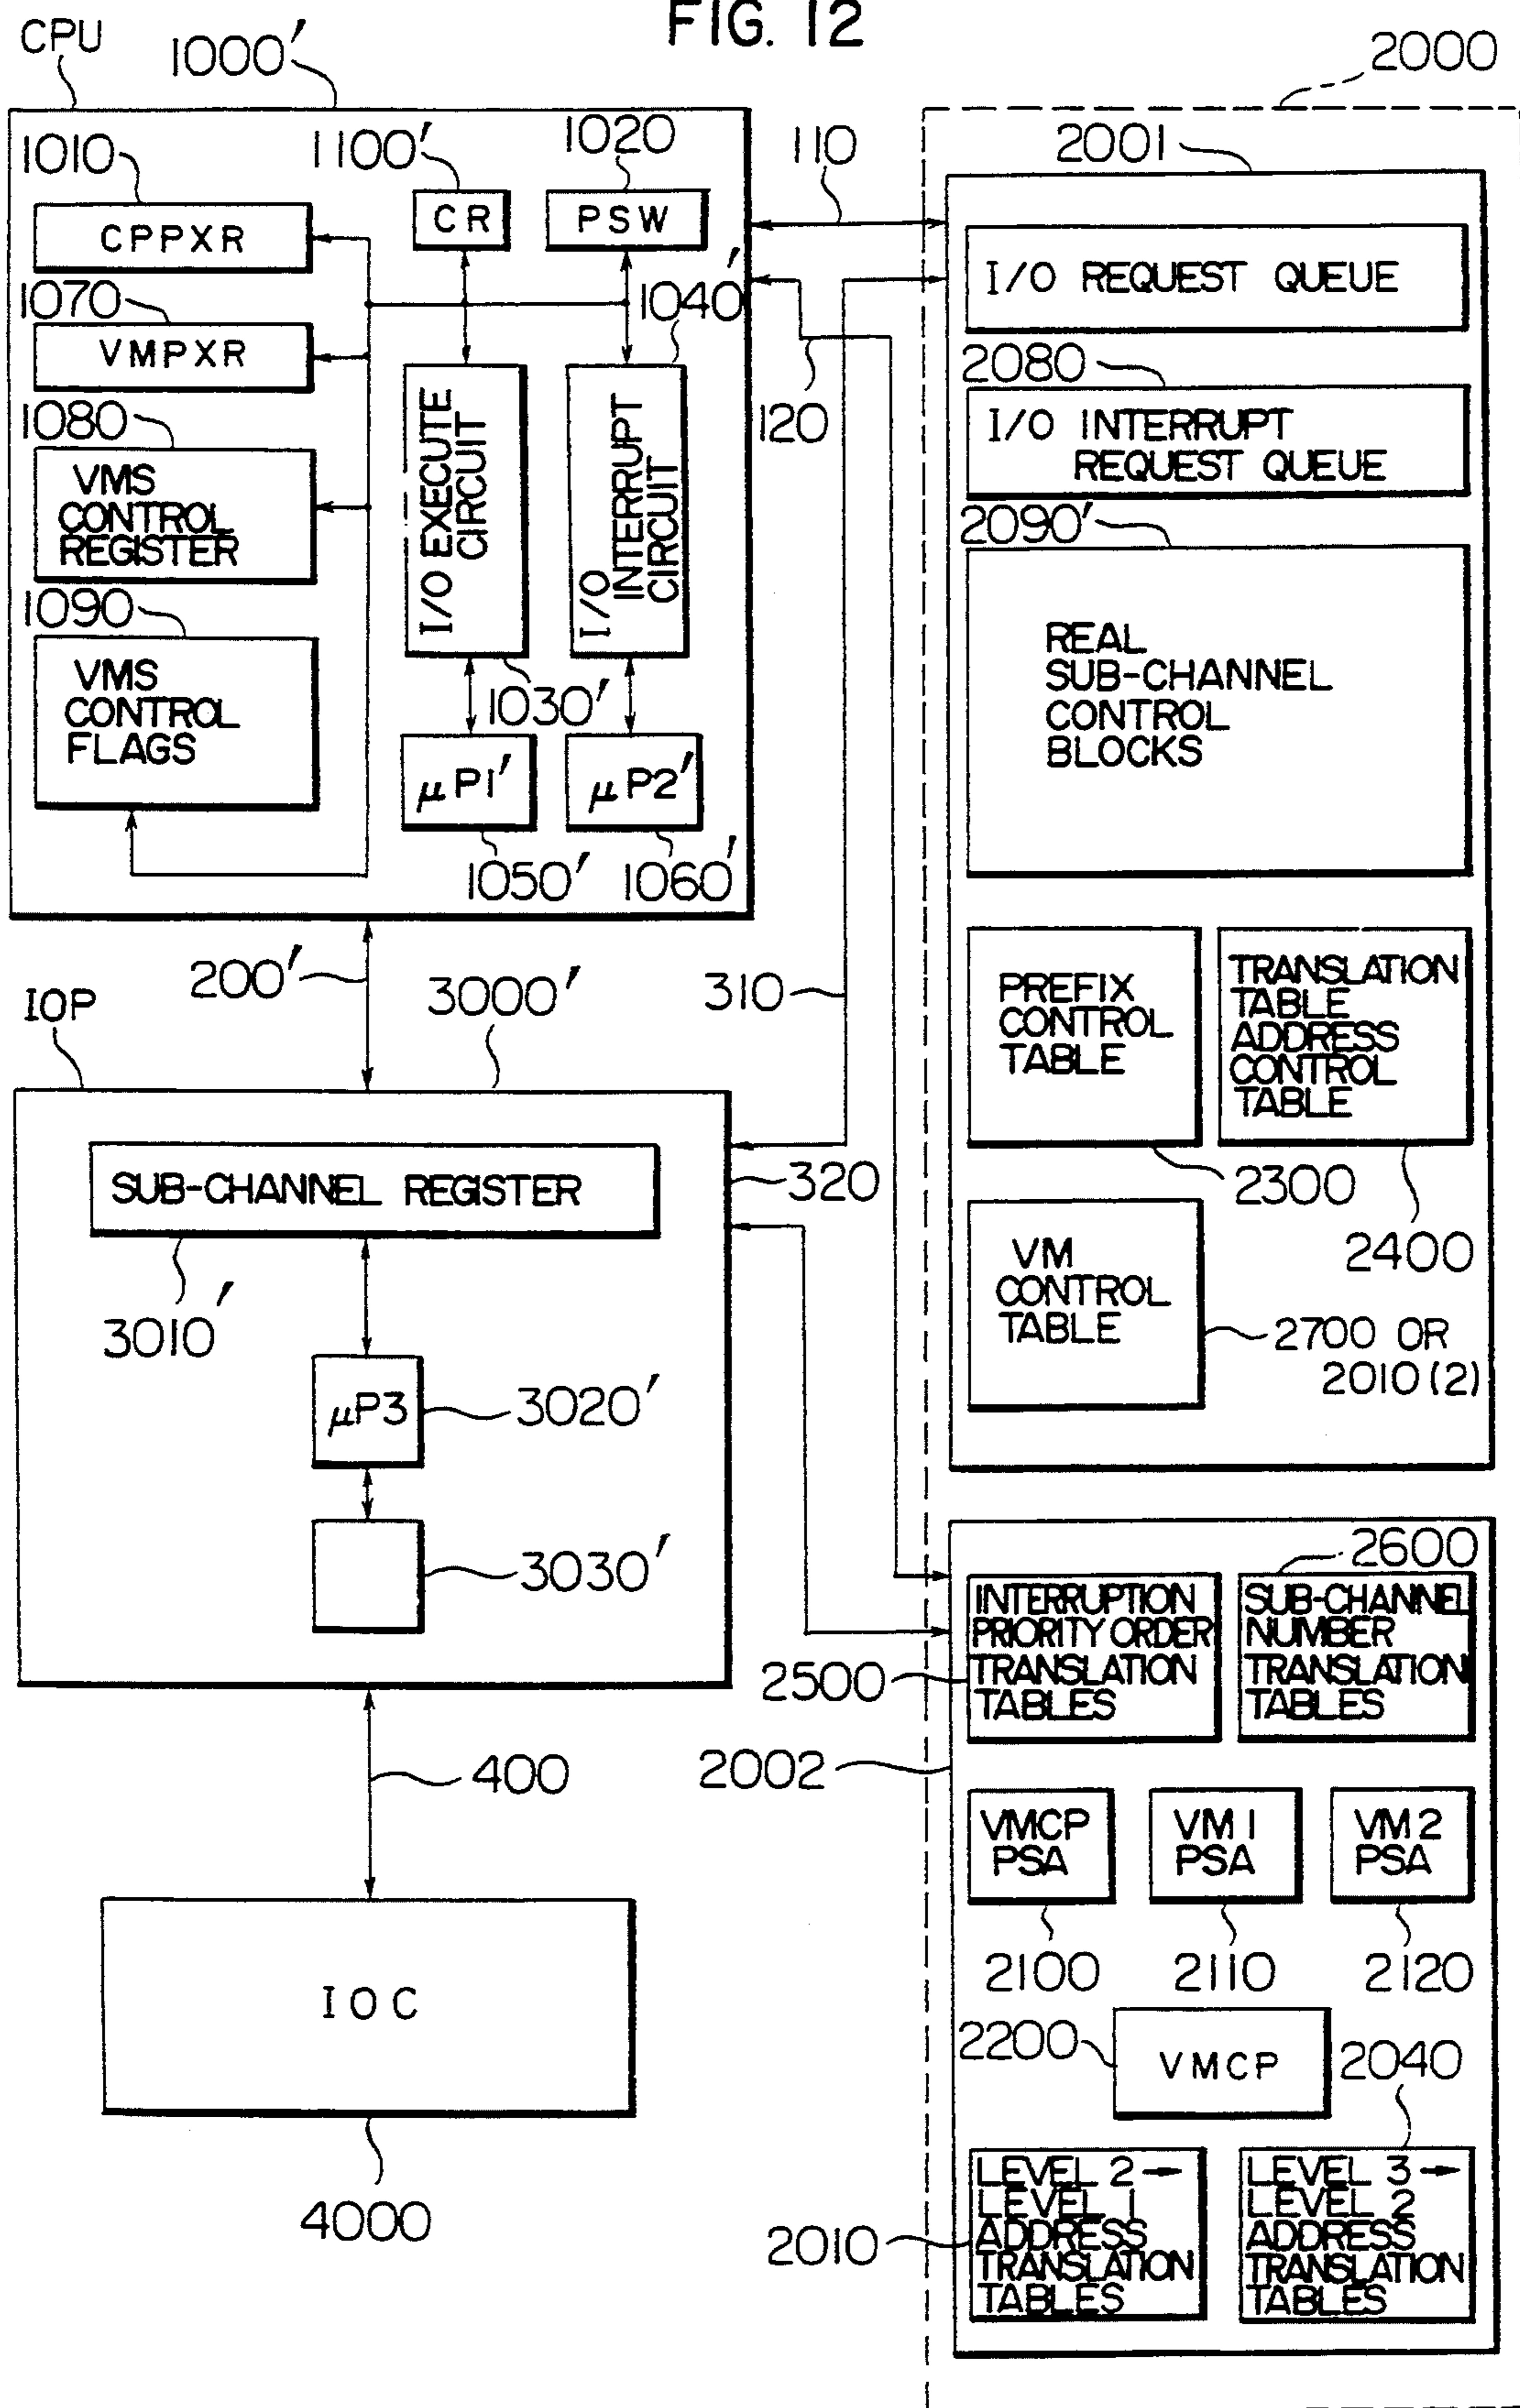 FIG. 12
CPU
1000'
2000
1010
1100'
1020
110
2001
CPPXR
CR
PSW
I/O REQUEST QUEUE
1070
1040'
VMPXR
2080
1080
120
I/O INTERRUPT
REQUEST QUEUE
VMS
CONTROL
REGISTER
I/O EXECUTE
CIRCUIT
I/O
INTERRUPT
CIRCUIT
2090'
1090
REAL
SUB-CHANNEL
CONTROL
BLOCKS
VMS
CONTROL
FLAGS
1030'
μP1'
μP2'
1050'
1060'
200'
3000'
310
IOP
PREFIX
CONTROL
TABLE
TRANSLATION
TABLE
ADDRESS
CONTROL
TABLE
SUB-CHANNEL REGISTER
320
2300
2400
3010'
VM
CONTROL
TABLE
2700 OR
2010(2)
μP3
3020'
3030'
2600
INTERRUPTION
PRIORITY ORDER
TRANSLATION
TABLES
SUB-CHANNEL
NUMBER
TRANSLATION
TABLES
2500
2002
400
VMCP
PSA
VM1
PSA
VM2
PSA
2100
2110
2120
IOC
2200
VMCP
2040
4000
LEVEL 2→
LEVEL 1
ADDRESS
TRANSLATION
TABLES
LEVEL 3→
LEVEL 2
ADDRESS
TRANSLATION
TABLES
2010